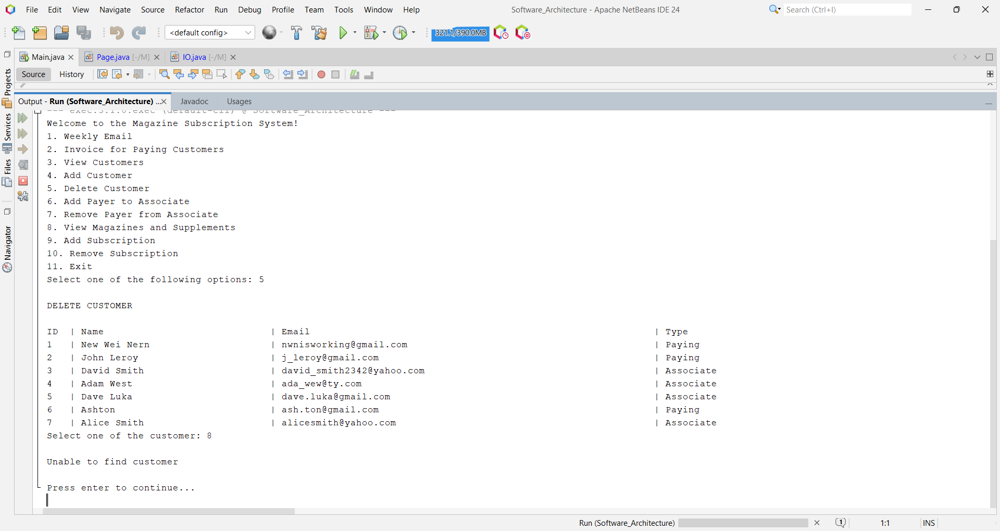 File Edit View Navigate Source Refactor Run Debug Profile Team Tools Window Help Software_Architecture - Apache NetBeans IDE 24 Search (Ctrl+I)
<default config> 321.1/390.0MB
Main.java Page.java [-/M] IO.java [-/M]
Source History
Projects
Services
Files
Navigator
Output - Run (Software_Architecture) ... Javadoc Usages
--- exec:3.1.0:exec (default-cli) @ Software_Architecture ---
Welcome to the Magazine Subscription System!
1. Weekly Email
2. Invoice for Paying Customers
3. View Customers
4. Add Customer
5. Delete Customer
6. Add Payer to Associate
7. Remove Payer from Associate
8. View Magazines and Supplements
9. Add Subscription
10. Remove Subscription
11. Exit
Select one of the following options: 5
DELETE CUSTOMER
ID | Name | Email | Type
1 | New Wei Nern | nwnisworking@gmail.com | Paying
2 | John Leroy | j_leroy@gmail.com | Paying
3 | David Smith | david_smith2342@yahoo.com | Associate
4 | Adam West | ada_wew@ty.com | Associate
5 | Dave Luka | dave.luka@gmail.com | Associate
6 | Ashton | ash.ton@gmail.com | Paying
7 | Alice Smith | alicesmith@yahoo.com | Associate
Select one of the customer: 8
Unable to find customer
Press enter to continue...
Run (Software_Architecture) 1 1:1 INS